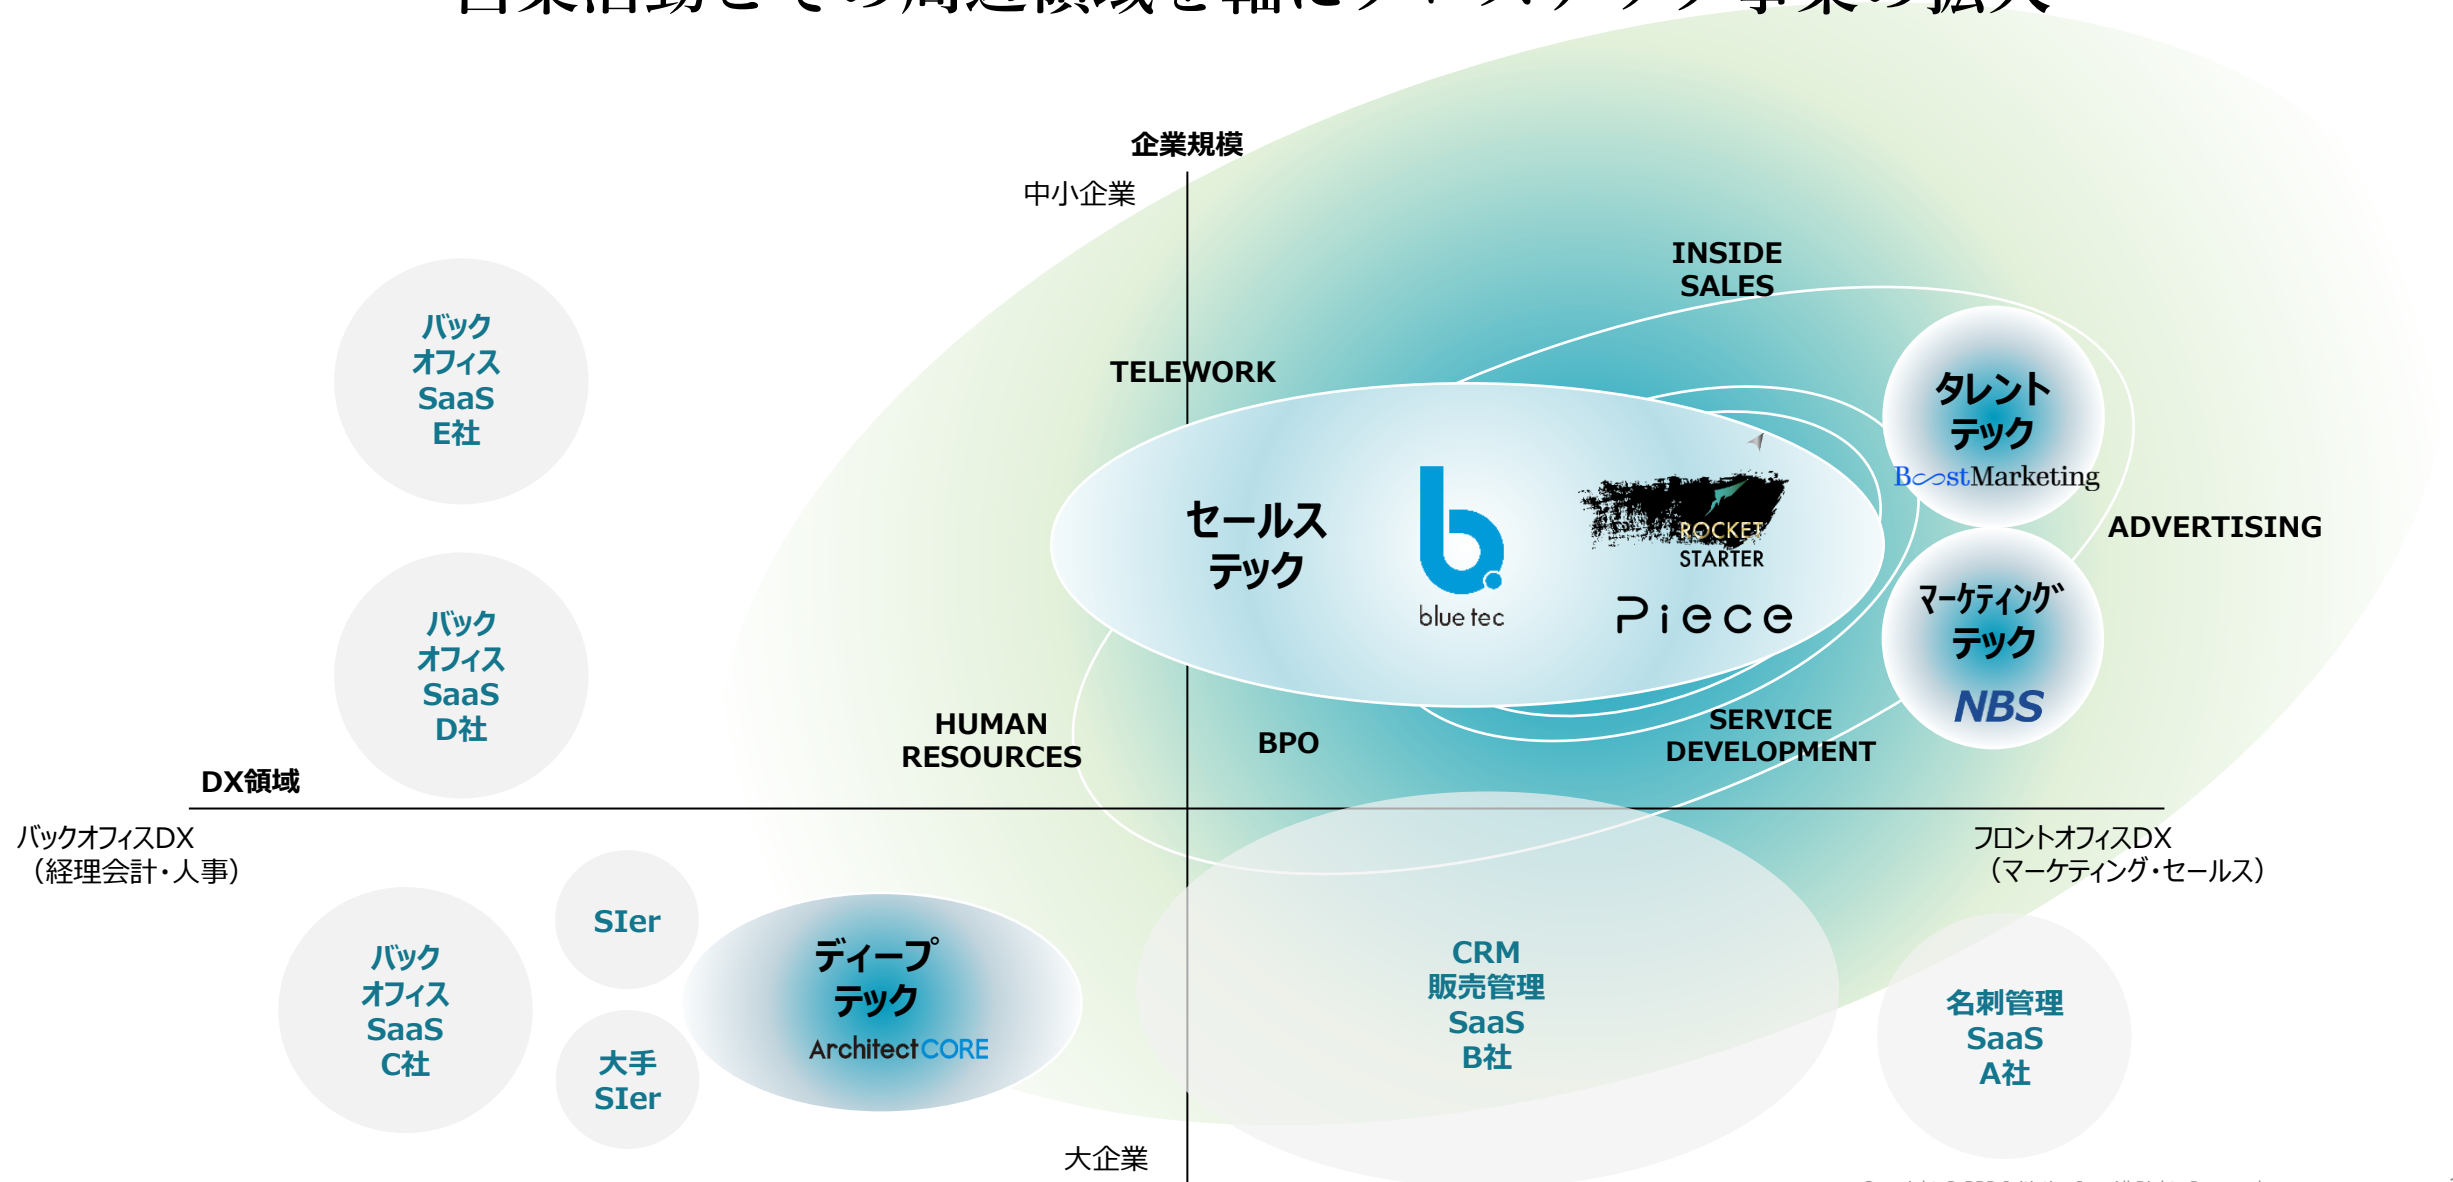 企業規模
中小企業
INSIDE
SALES
TELEWORK
バック
オフィス
SaaS
E社
タレント
テック
BoostMarketing
セールス
テック
blue tec
ROCKET
STARTER
Piece
ADVERTISING
マーケティング
テック
NBS
バック
オフィス
SaaS
D社
HUMAN
RESOURCES
BPO
SERVICE
DEVELOPMENT
DX領域
バックオフィスDX
（経理会計・人事）
フロントオフィスDX
（マーケティング・セールス）
SIer
バック
オフィス
SaaS
C社
大手
SIer
ディープ
テック
ArchitectCORE
CRM
販売管理
SaaS
B社
名刺管理
SaaS
A社
大企業